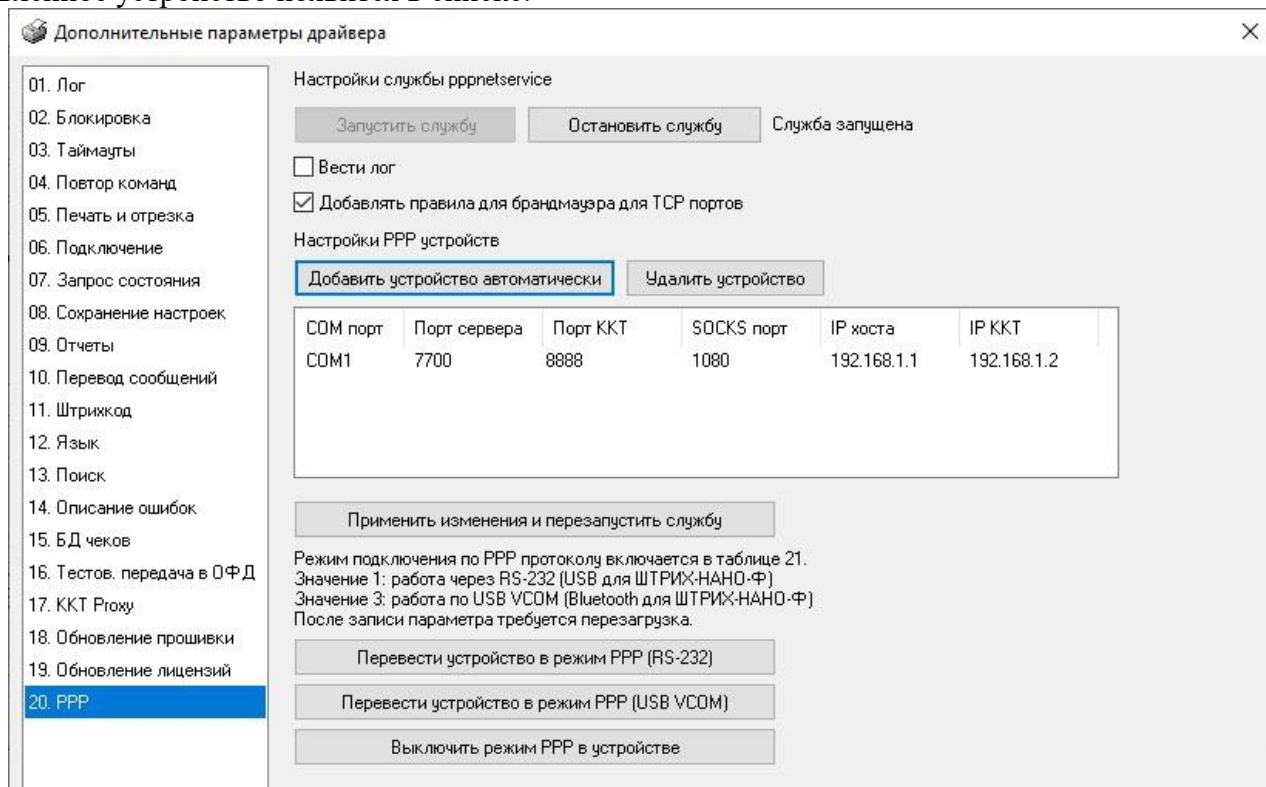 устройство появится в списке.
Дополнительные параметры драйвера
01. Лог
02. Блокировка
03. Таймауты
04. Повтор команд
05. Печать и отрезка
06. Подключение
07. Запрос состояния
08. Сохранение настроек
09. Отчеты
10. Перевод сообщений
11. Штрихкод
12. Язык
13. Поиск
14. Описание ошибок
15. БД чеков
16. Тестов. передача в ОФД
17. ККТ Proxy
18. Обновление прошивки
19. Обновление лицензий
20. PPP
Настройки службы pppnetservice
Запустить службу Остановить службу Служба запущена
Вести лог
Добавлять правила для брандмауэра для TCP портов
Настройки PPP устройств
Добавить устройство автоматически Удалить устройство
COM порт Порт сервера Порт ККТ SOCKS порт IP хоста IP ККТ
COM1 7700 8888 1080 192.168.1.1 192.168.1.2
Применить изменения и перезапустить службу
Режим подключения по PPP протоколу включается в таблице 21.
Значение 1: работа через RS-232 (USB для ШТРИХ-НАНО-Ф)
Значение 3: работа по USB VCOM (Bluetooth для ШТРИХ-НАНО-Ф)
После записи параметра требуется перезагрузка.
Перевести устройство в режим PPP (RS-232)
Перевести устройство в режим PPP (USB VCOM)
Выключить режим PPP в устройстве